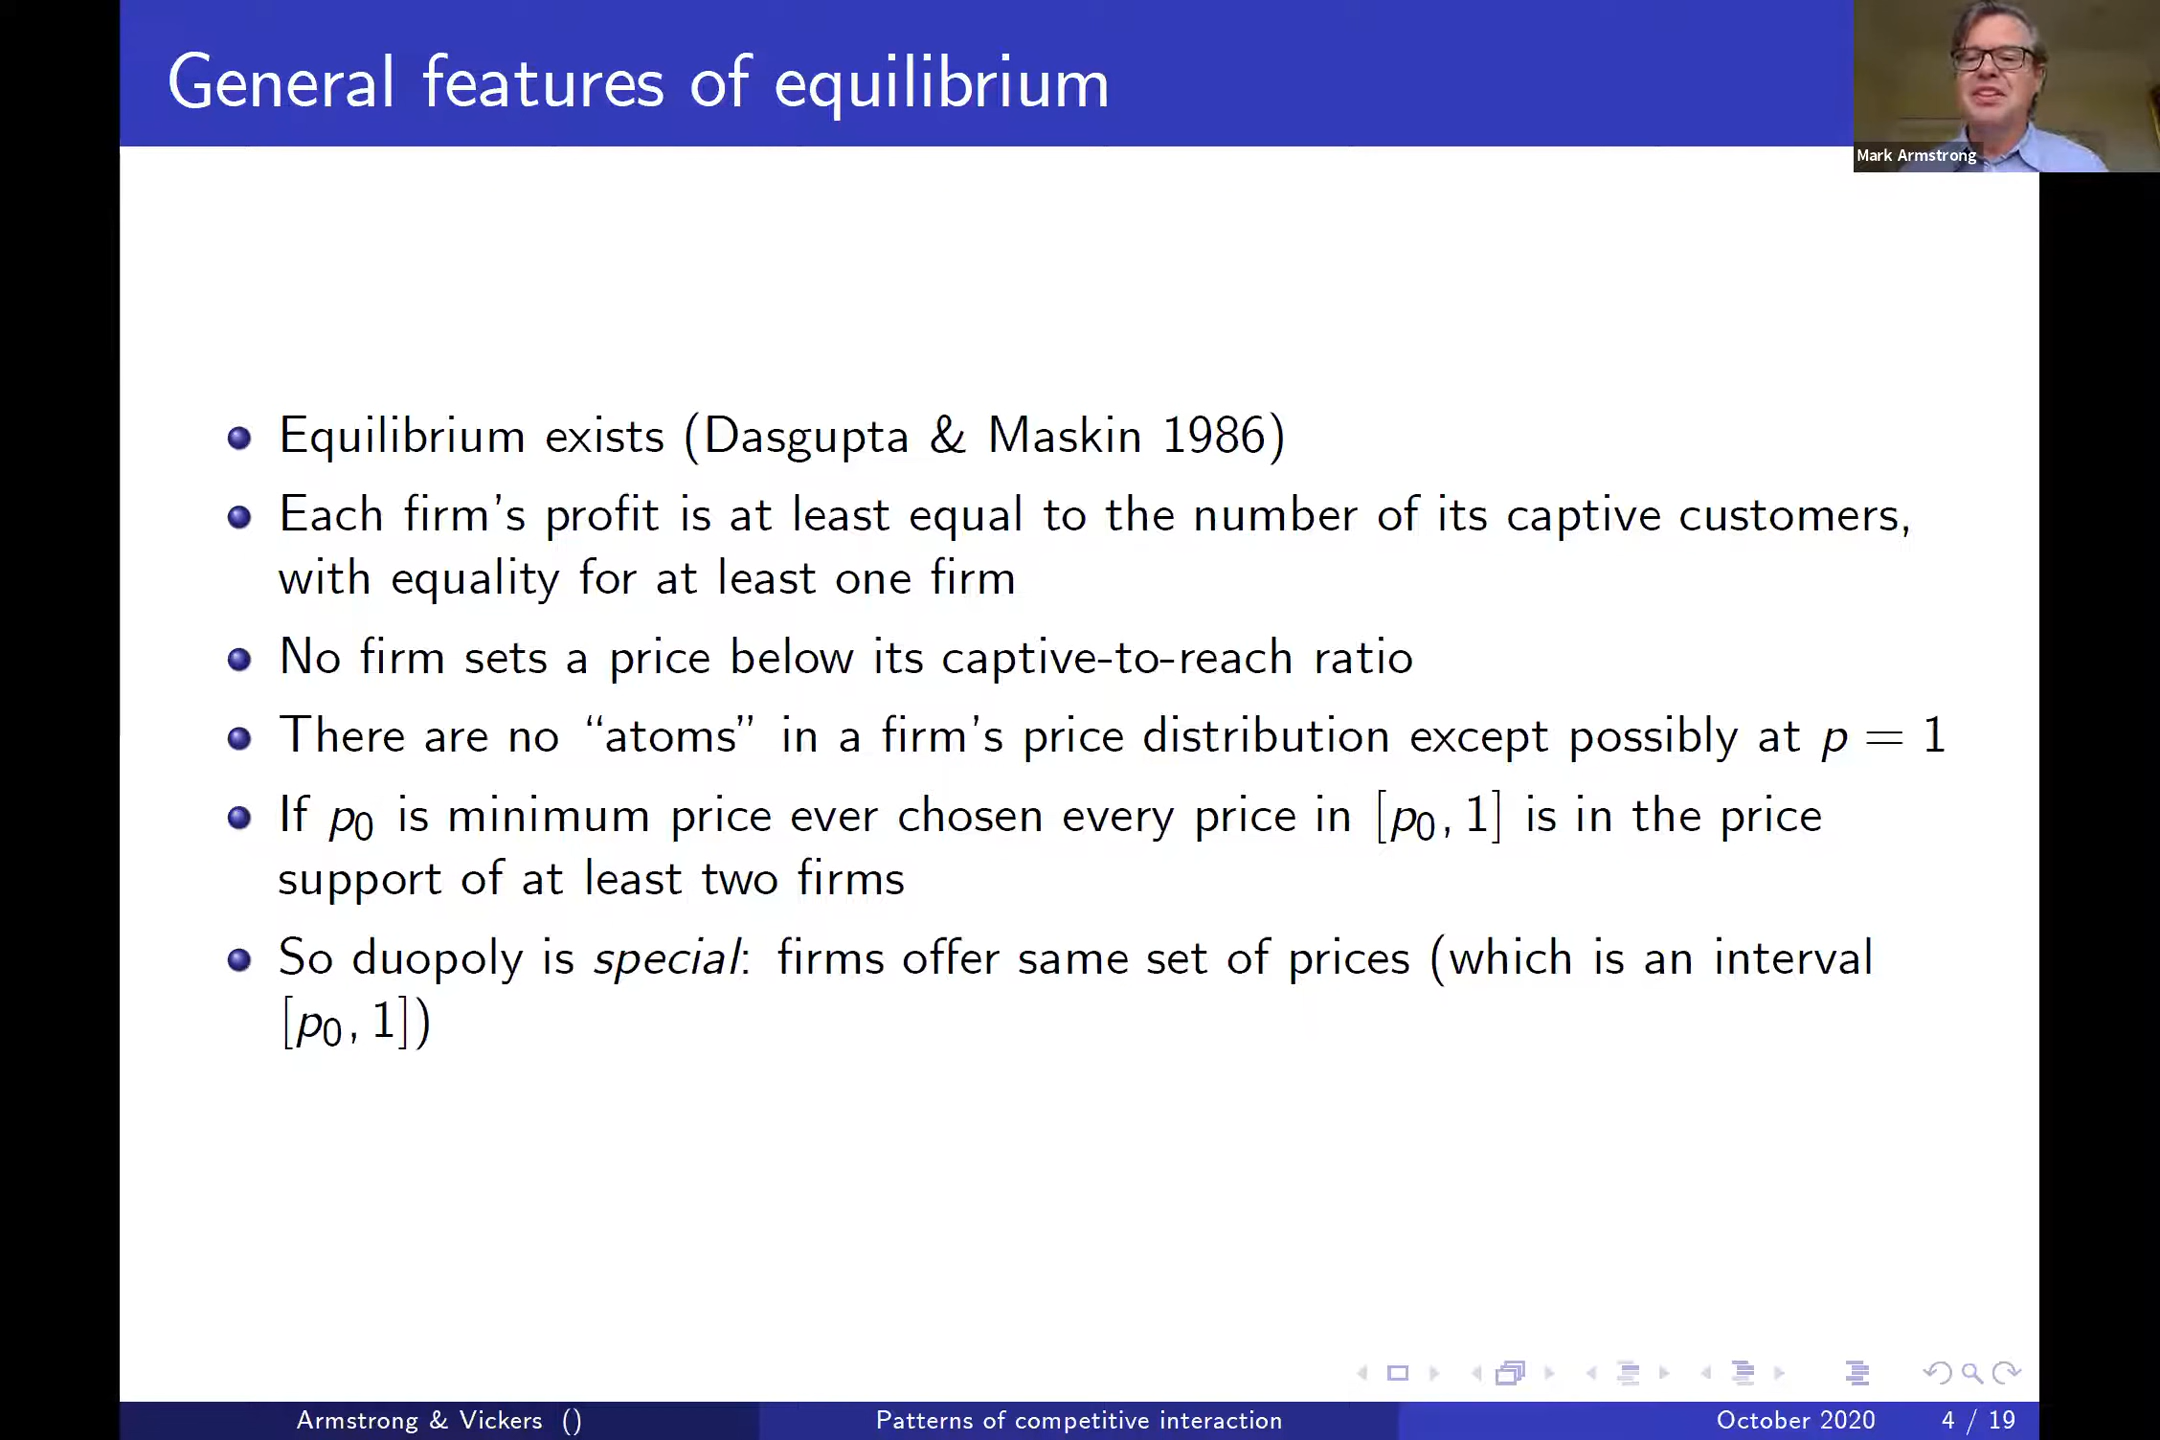 General features of equilibrium
Mark Armstrong
Equilibrium exists (Dasgupta & Maskin 1986)
Each firm's profit is at least equal to the number of its captive customers,
with equality for at least one firm
No firm sets a price below its captive-to-reach ratio
There are no “atoms” in a firm's price distribution except possibly at p = 1
If p₀ is minimum price ever chosen every price in [p₀, 1] is in the price
support of at least two firms
So duopoly is special: firms offer same set of prices (which is an interval
[p₀, 1])
Armstrong & Vickers () Patterns of competitive interaction October 2020 4 / 19